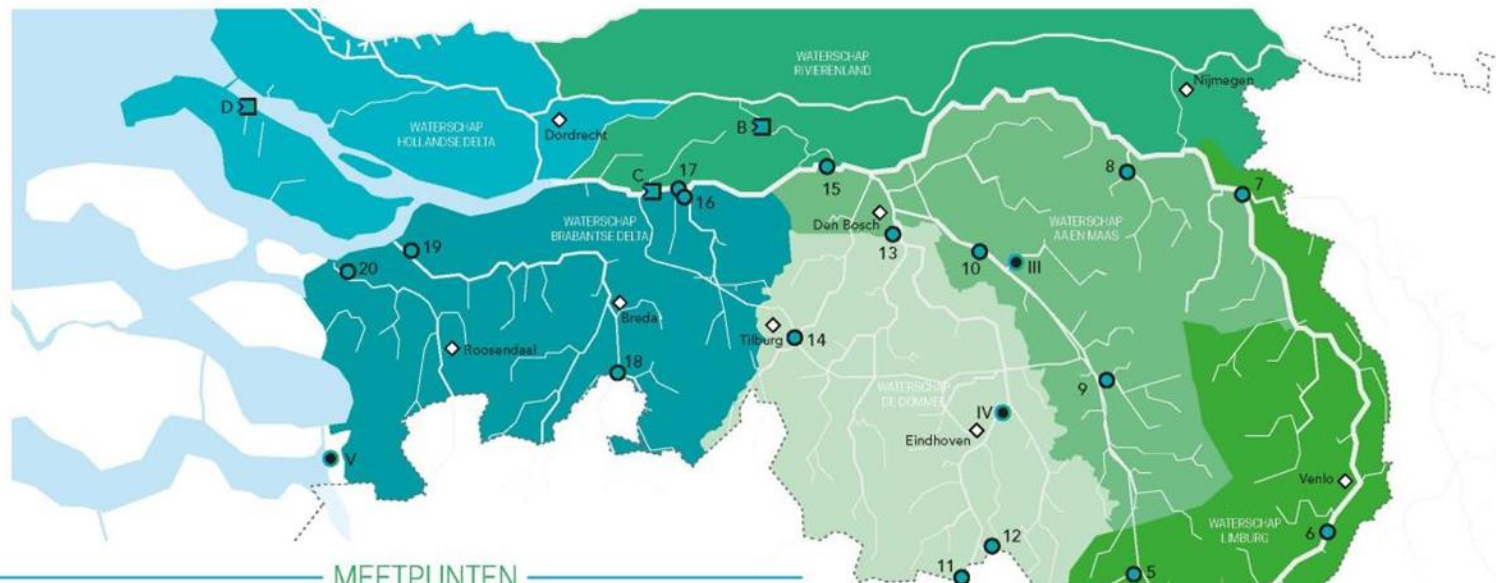 WATERSCHAP
RIVIERENLAND
Nijmegen
D
WATERSCHAP
HOLLANDSE DELTA
Dordrecht
B
17
C
16
15
8
7
WATERSCHAP
BRABANTSE DELTA
Den Bosch
13
WATERSCHAP
AA EN MAAS
19
20
10
III
Breda
Roosendaal
Tilburg
14
18
9
WATERSCHAP
DE DOMMEL
IV
Eindhoven
V
Venlo
WATERSCHAP
LIMBURG
6
12
11
5
MEETPUNTEN